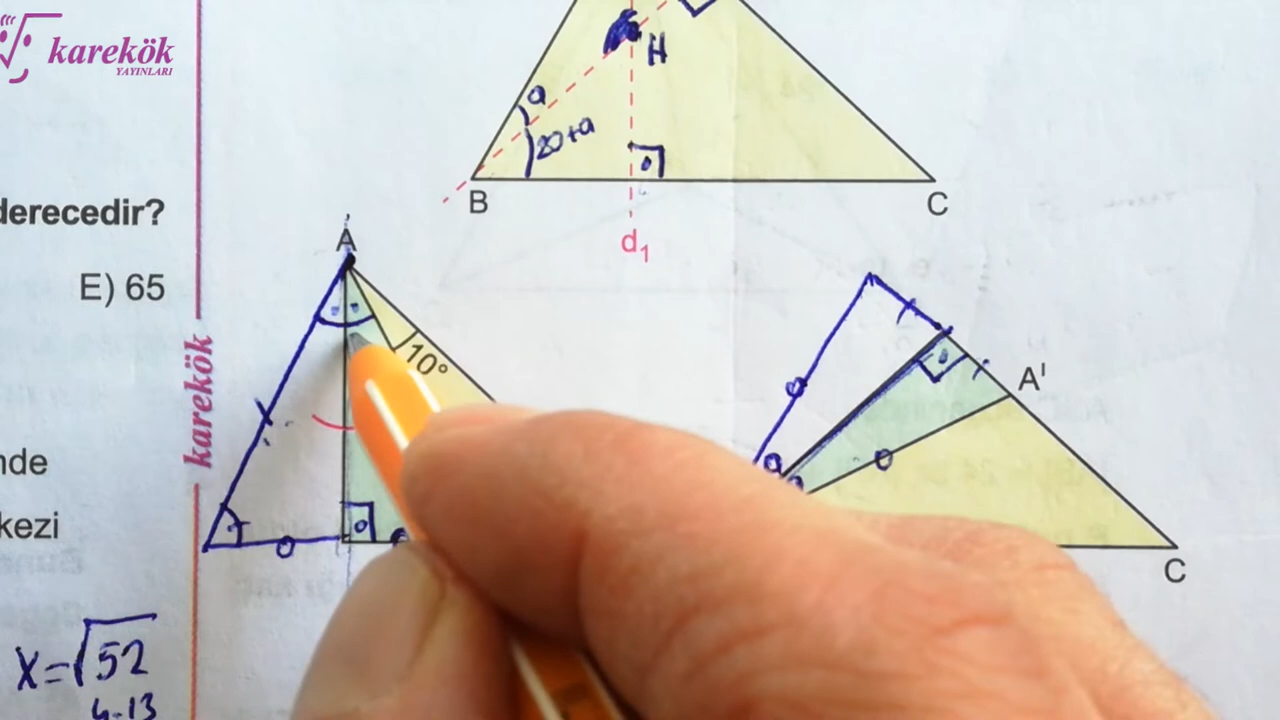 karekök
YAYINLARI
H
a
20+a
B
C
d₁
derecedir?
E) 65
A
10°
karekök
A'
a
C
nde
kezi
x=√52
4.13